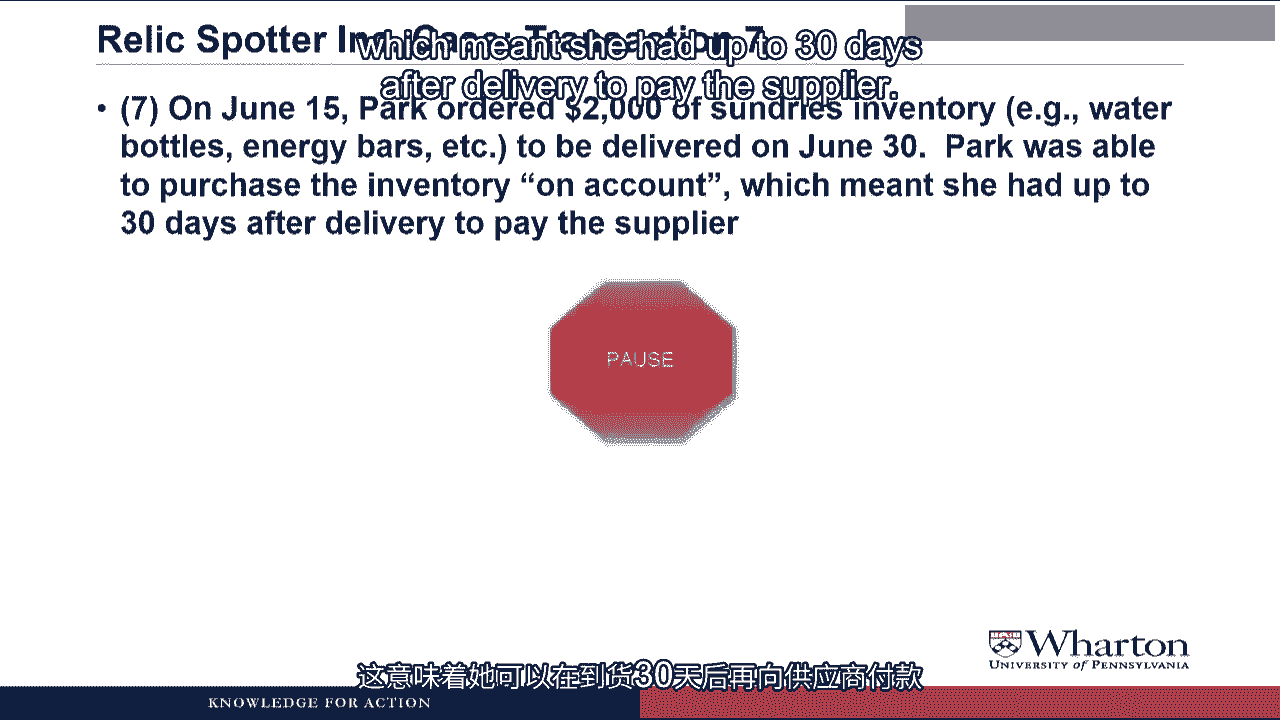 Relic Spotter Inc. Case: Transaction 7
which meant she had up to 30 days
after delivery to pay the supplier.
• (7) On June 15, Park ordered $2,000 of sundries inventory (e.g., water
bottles, energy bars, etc.) to be delivered on June 30. Park was able
to purchase the inventory “on account”, which meant she had up to
30 days after delivery to pay the supplier
PAUSE
Wharton
UNIVERSITY of PENNSYLVANIA
这意味着她可以在到货30天后再向供应商付款
KNOWLEDGE FOR ACTION